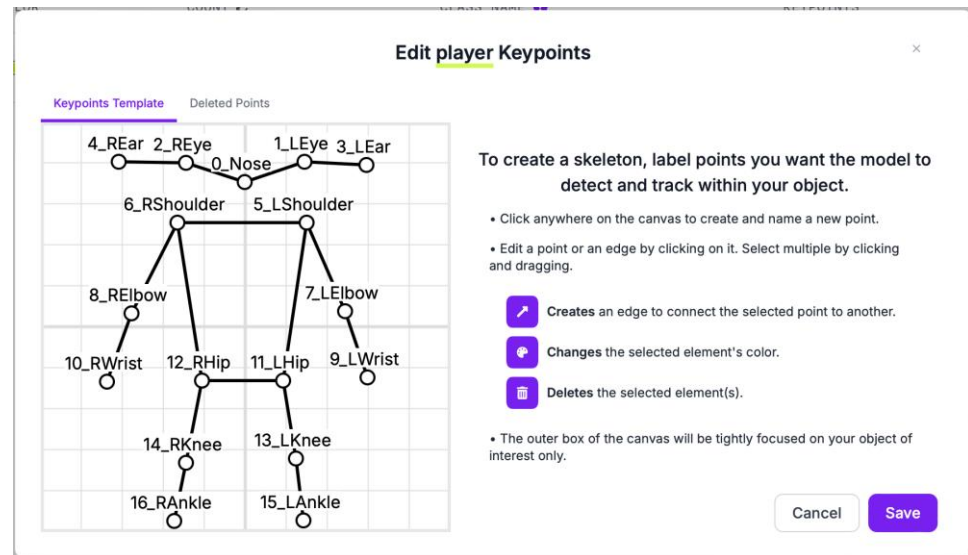 COUNT
CLASS NAME
KEYPOINTS
Edit player Keypoints
×
Keypoints Template
Deleted Points
4_REar 2_REye 1_LEye 3_LEar
0_Nose
6_RShoulder 5_LShoulder
8_RElbow 7_LElbow
10_RWrist 12_RHip 11_LHip 9_LWrist
14_RKnee 13_LKnee
16_RAnkle 15_LAnkle
To create a skeleton, label points you want the model to
detect and track within your object.
• Click anywhere on the canvas to create and name a new point.
• Edit a point or an edge by clicking on it. Select multiple by clicking
and dragging.
Creates an edge to connect the selected point to another.
Changes the selected element's color.
Deletes the selected element(s).
• The outer box of the canvas will be tightly focused on your object of
interest only.
Cancel
Save